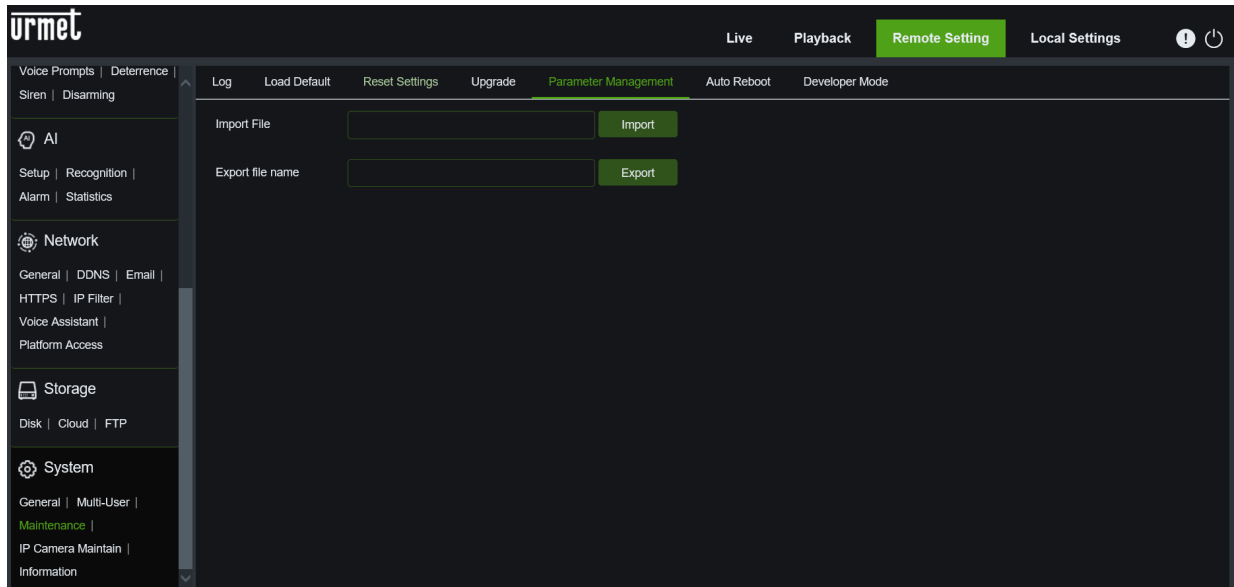 urmet
Live Playback Remote Setting Local Settings
Voice Prompts | Deterrence |
Siren | Disarming
AI
Setup | Recognition |
Alarm | Statistics
Network
General | DDNS | Email |
HTTPS | IP Filter |
Voice Assistant |
Platform Access
Storage
Disk | Cloud | FTP
System
General | Multi-User |
Maintenance |
IP Camera Maintain |
Information
Log Load Default Reset Settings Upgrade Parameter Management Auto Reboot Developer Mode
Import File Import
Export file name Export